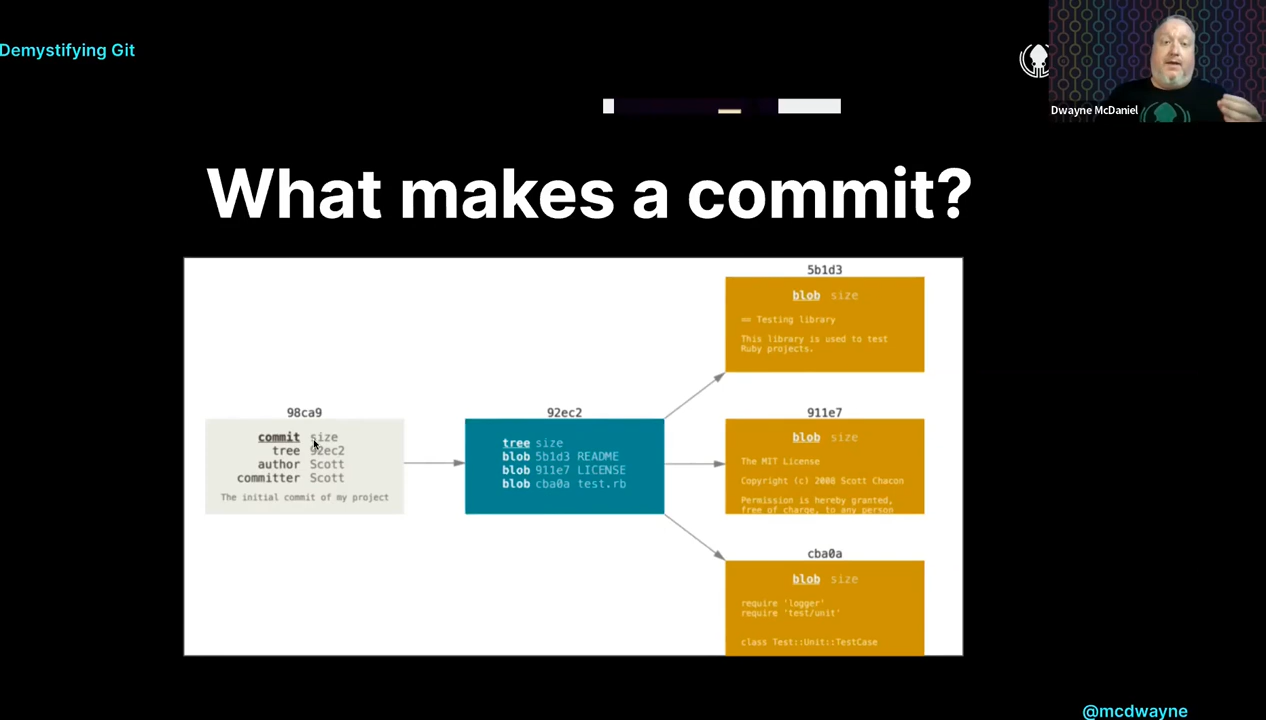 Demystifying Git
Dwayne McDaniel
What makes a commit?
5b1d3
blob size
== Testing library
This library is used to test
Ruby projects.
98ca9
commit size
tree 92ec2
author Scott
committer Scott
The initial commit of my project
92ec2
tree size
blob 5b1d3 README
blob 911e7 LICENSE
blob cba0a test.rb
911e7
blob size
The MIT License
Copyright (c) 2008 Scott Chacon
Permission is hereby granted,
free of charge, to any person
cba0a
blob size
require 'logger'
require 'test/unit'
class Test::Unit::TestCase
@mcdwayne